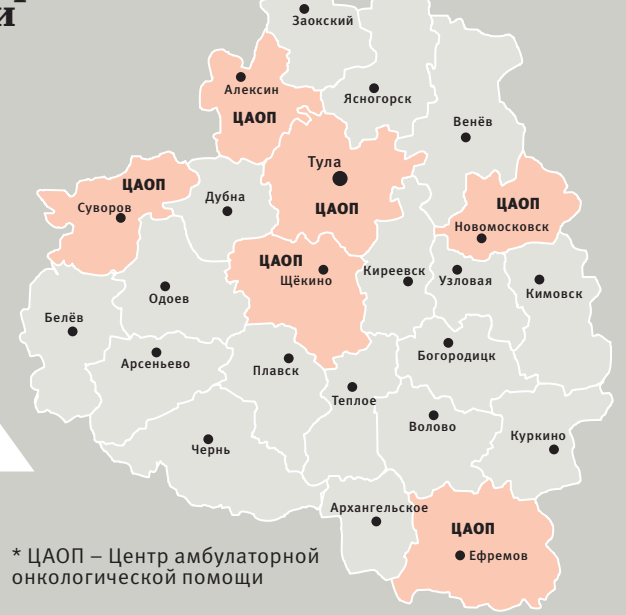 и
Заокский
Алексин
ЦАОП
Ясногорск
Венёв
Тула
ЦАОП
ЦАОП
Суворов
Дубна
ЦАОП
Новомосковск
ЦАОП
Щёкино
Киреевск
Узловая
Кимовск
Одоев
Белёв
Арсеньево
Плавск
Богородицк
Теплое
Волово
Куркино
Чернь
Архангельское
ЦАОП
Ефремов
* ЦАОП – Центр амбулаторной
онкологической помощи